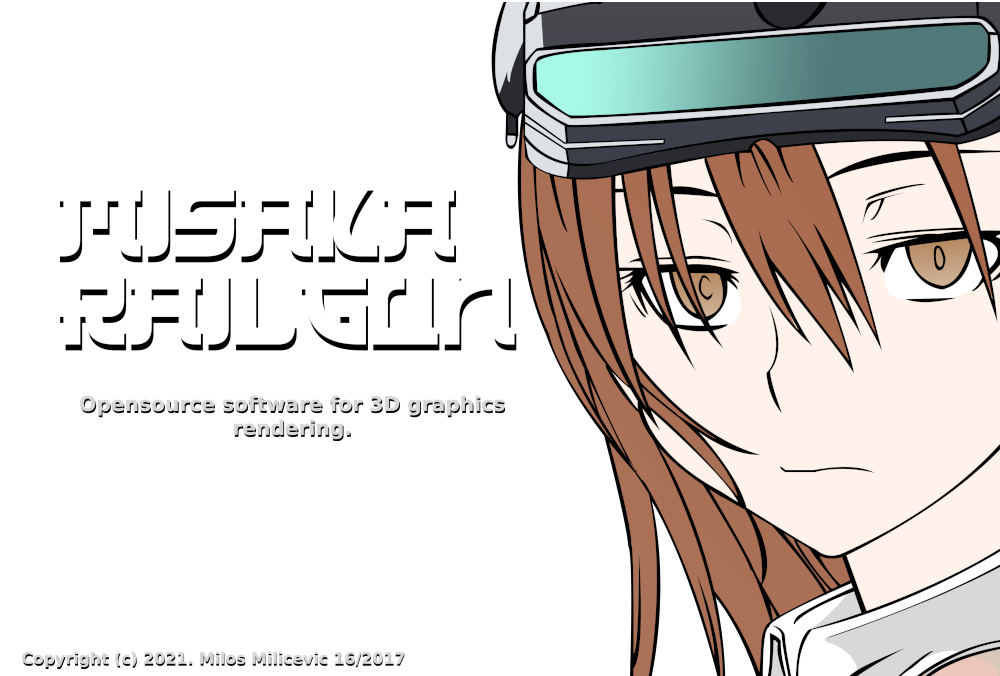 MISAKA
RAILGUN
Opensource software for 3D graphics
rendering.
Copyright (c) 2021. Milos Milicevic 16/2017